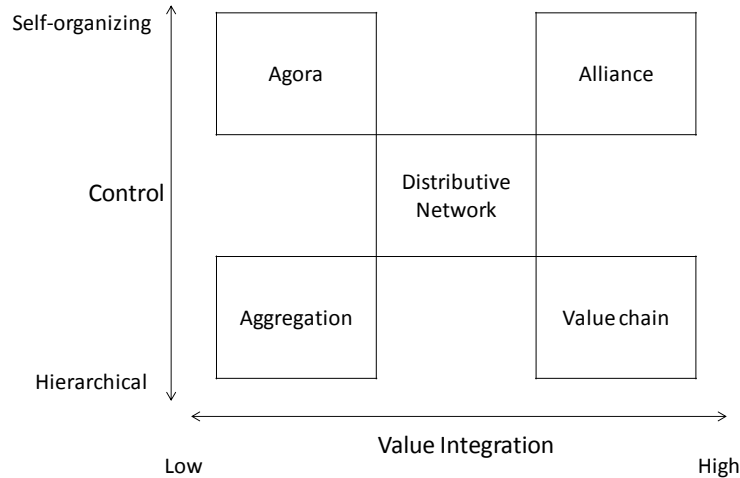 Self-organizing
Agora
Alliance
Control
Distributive
Network
Aggregation
Value chain
Hierarchical
Value Integration
Low
High